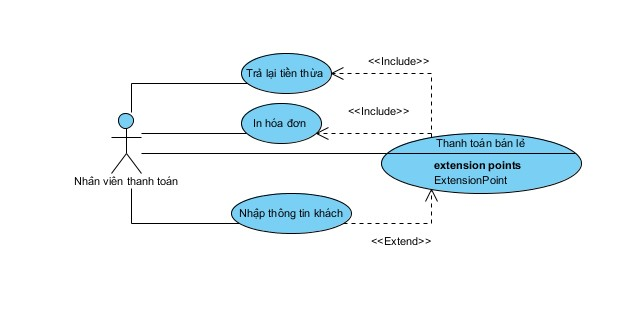 <<Include>>
Trả lại tiền thừa
<<Include>>
In hóa đơn
Thanh toán bán lẻ
extension points
ExtensionPoint
Nhân viên thanh toán
Nhập thông tin khách
<<Extend>>